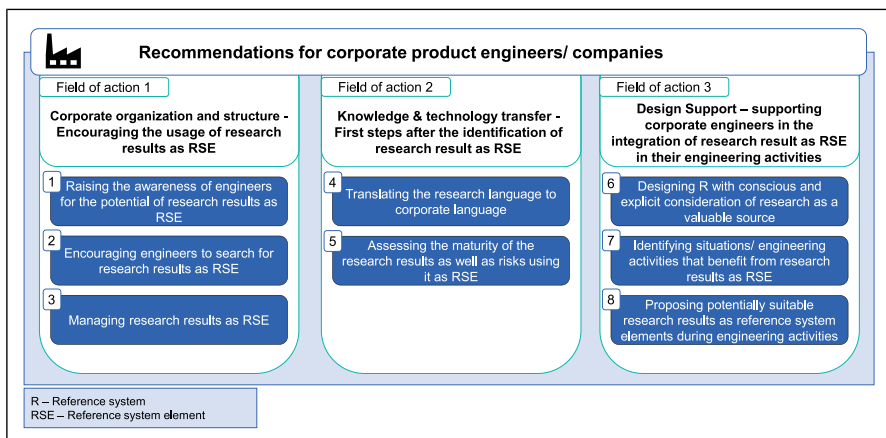 Recommendations for corporate product engineers/ companies
Field of action 1
Corporate organization and structure -
Encouraging the usage of research
results as RSE
1
Raising the awareness of engineers
for the potential of research results as
RSE
2
Encouraging engineers to search for
research results as RSE
3
Managing research results as RSE
Field of action 2
Knowledge & technology transfer -
First steps after the identification of
research result as RSE
4
Translating the research language to
corporate language
5
Assessing the maturity of the
research results as well as risks using
it as RSE
Field of action 3
Design Support – supporting
corporate engineers in the
integration of research result as RSE
in their engineering activities
6
Designing R with conscious and
explicit consideration of research as a
valuable source
7
Identifying situations/ engineering
activities that benefit from research
results as RSE
8
Proposing potentially suitable
research results as reference system
elements during engineering activities
R – Reference system
RSE – Reference system element